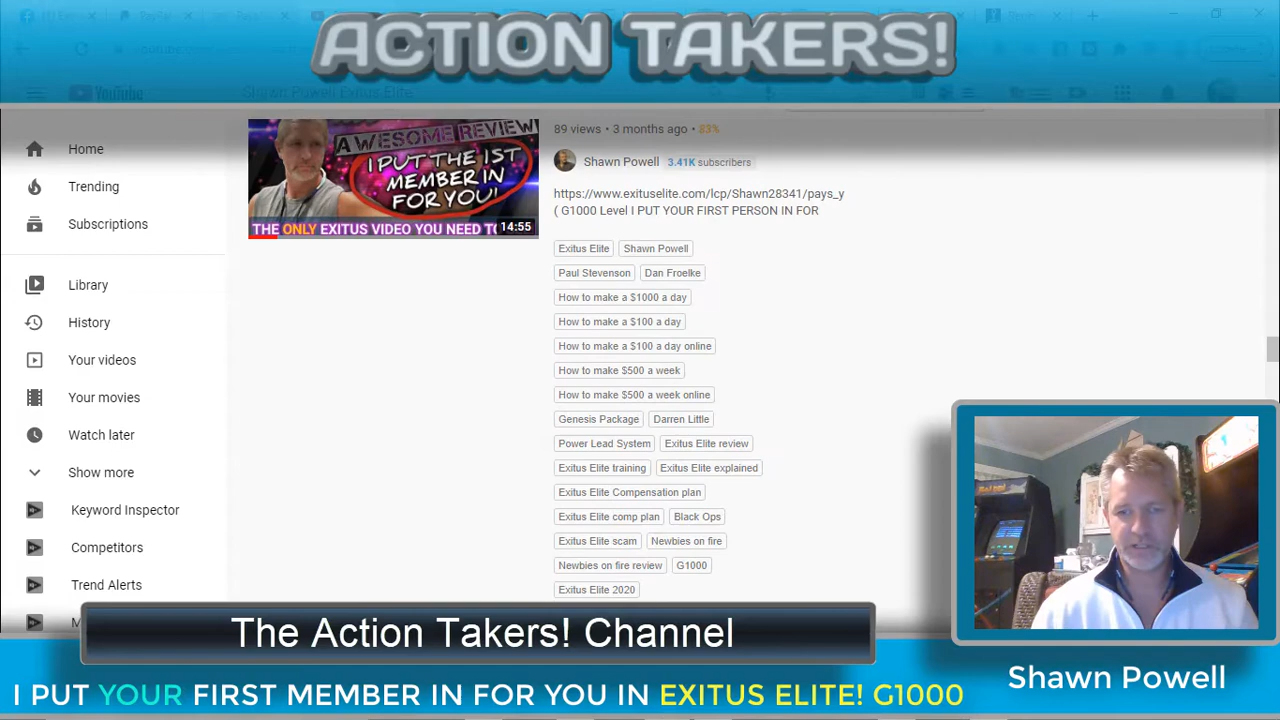 ACTION TAKERS!
YouTube
Shawn Powell Exitus Elite
Home
Trending
Subscriptions
Library
History
Your videos
Your movies
Watch later
Show more
Keyword Inspector
Competitors
Trend Alerts
AWESOME REVIEW!
I PUT THE 1ST
MEMBER IN
FOR YOU!
THE ONLY EXITUS VIDEO YOU NEED TO
14:55
89 views • 3 months ago • 83%
Shawn Powell 3.41K subscribers
https://www.exituselite.com/lcp/Shawn28341/pays_y
( G1000 Level I PUT YOUR FIRST PERSON IN FOR
Exitus Elite Shawn Powell
Paul Stevenson Dan Froelke
How to make a $1000 a day
How to make a $100 a day
How to make a $100 a day online
How to make $500 a week
How to make $500 a week online
Genesis Package Darren Little
Power Lead System Exitus Elite review
Exitus Elite training Exitus Elite explained
Exitus Elite Compensation plan
Exitus Elite comp plan Black Ops
Exitus Elite scam Newbies on fire
Newbies on fire review G1000
Exitus Elite 2020
The Action Takers! Channel
Shawn Powell
I PUT YOUR FIRST MEMBER IN FOR YOU IN EXITUS ELITE! G1000